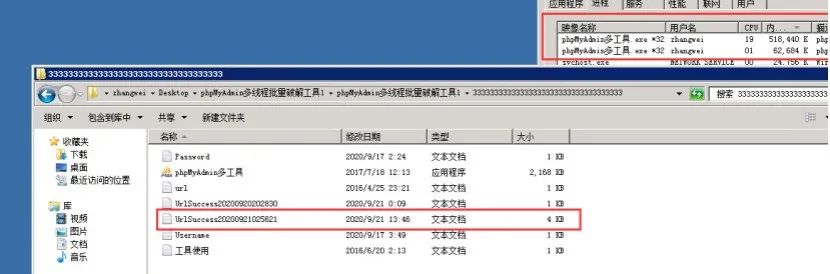 应用程序 进程 服务 性能 联网 用户
映像名称 用户名 CPU 内...
phpMyAdmin多工具.exe *32 zhangwei 19 518,440 K php
phpMyAdmin多工具.exe *32 zhangwei 01 62,684 K php
svchost.exe NETWORK SERVICE 00 24,756 K Win
zhangwei Desktop phpMyAdmin多线程批量破解工具1 phpMyAdmin多线程批量破解工具1
搜索
组织 包含到库中 共享 新建文件夹
收藏夹
下载
桌面
最近访问的位置
库
视频
图片
文档
音乐
名称 修改日期 类型 大小
Password 2020/9/17 2:24 文本文档 1 KB
phpMyAdmin多工具 2017/7/18 12:13 应用程序 2,168 KB
url 2016/4/25 23:21 文本文档 1 KB
UrlSuccess20200920202830 2020/9/21 0:09 文本文档 1 KB
UrlSuccess20200921025621 2020/9/21 13:46 文本文档 4 KB
Username 2020/9/17 3:49 文本文档 1 KB
工具使用 2016/6/20 2:13 文本文档 1 KB